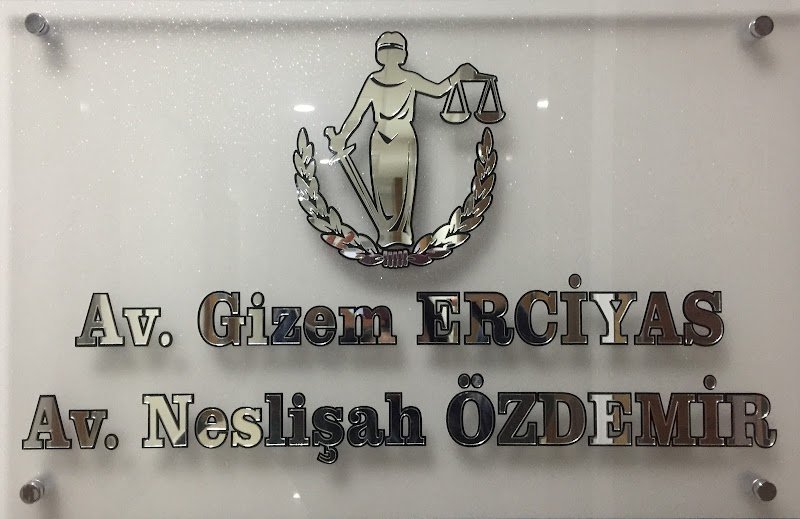 Av. Gizem ERCİYAS
Av. Neslişah ÖZDEMİR